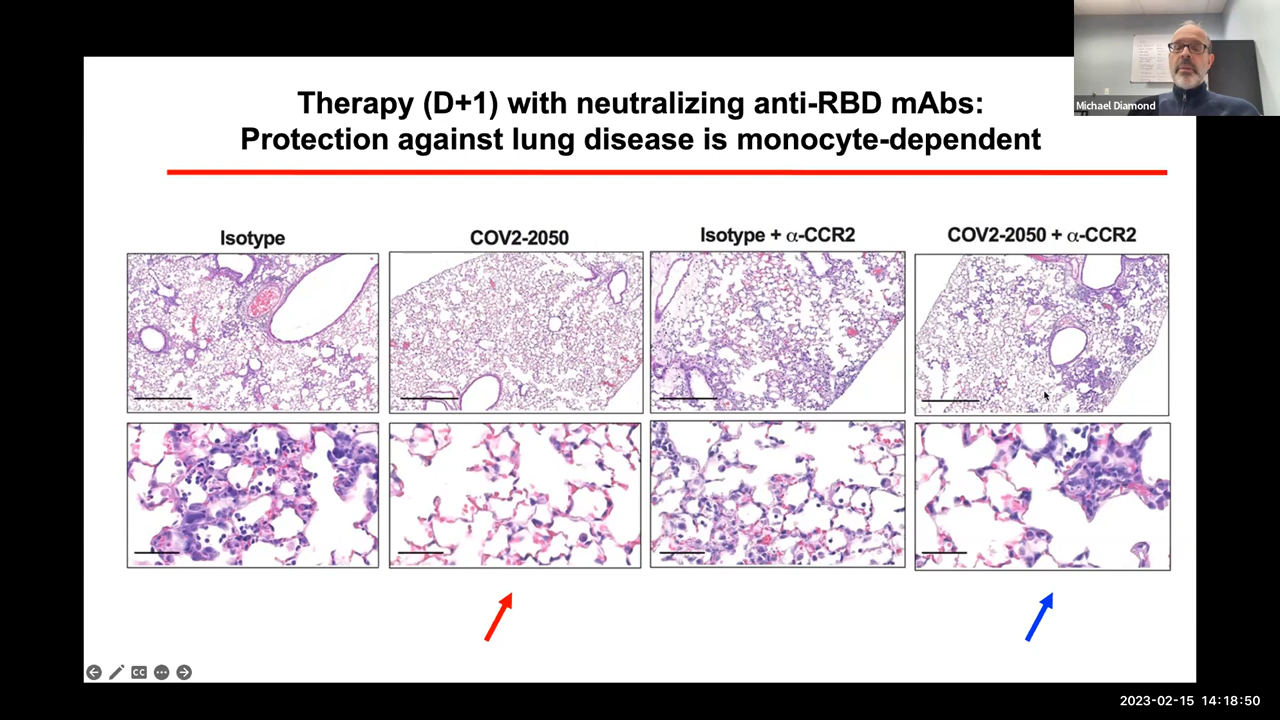 Therapy (D+1) with neutralizing anti-RBD mAbs:
Protection against lung disease is monocyte-dependent
Michael Diamond
Isotype
COV2-2050
Isotype + α-CCR2
COV2-2050 + α-CCR2
CC
2023-02-15 14:18:50